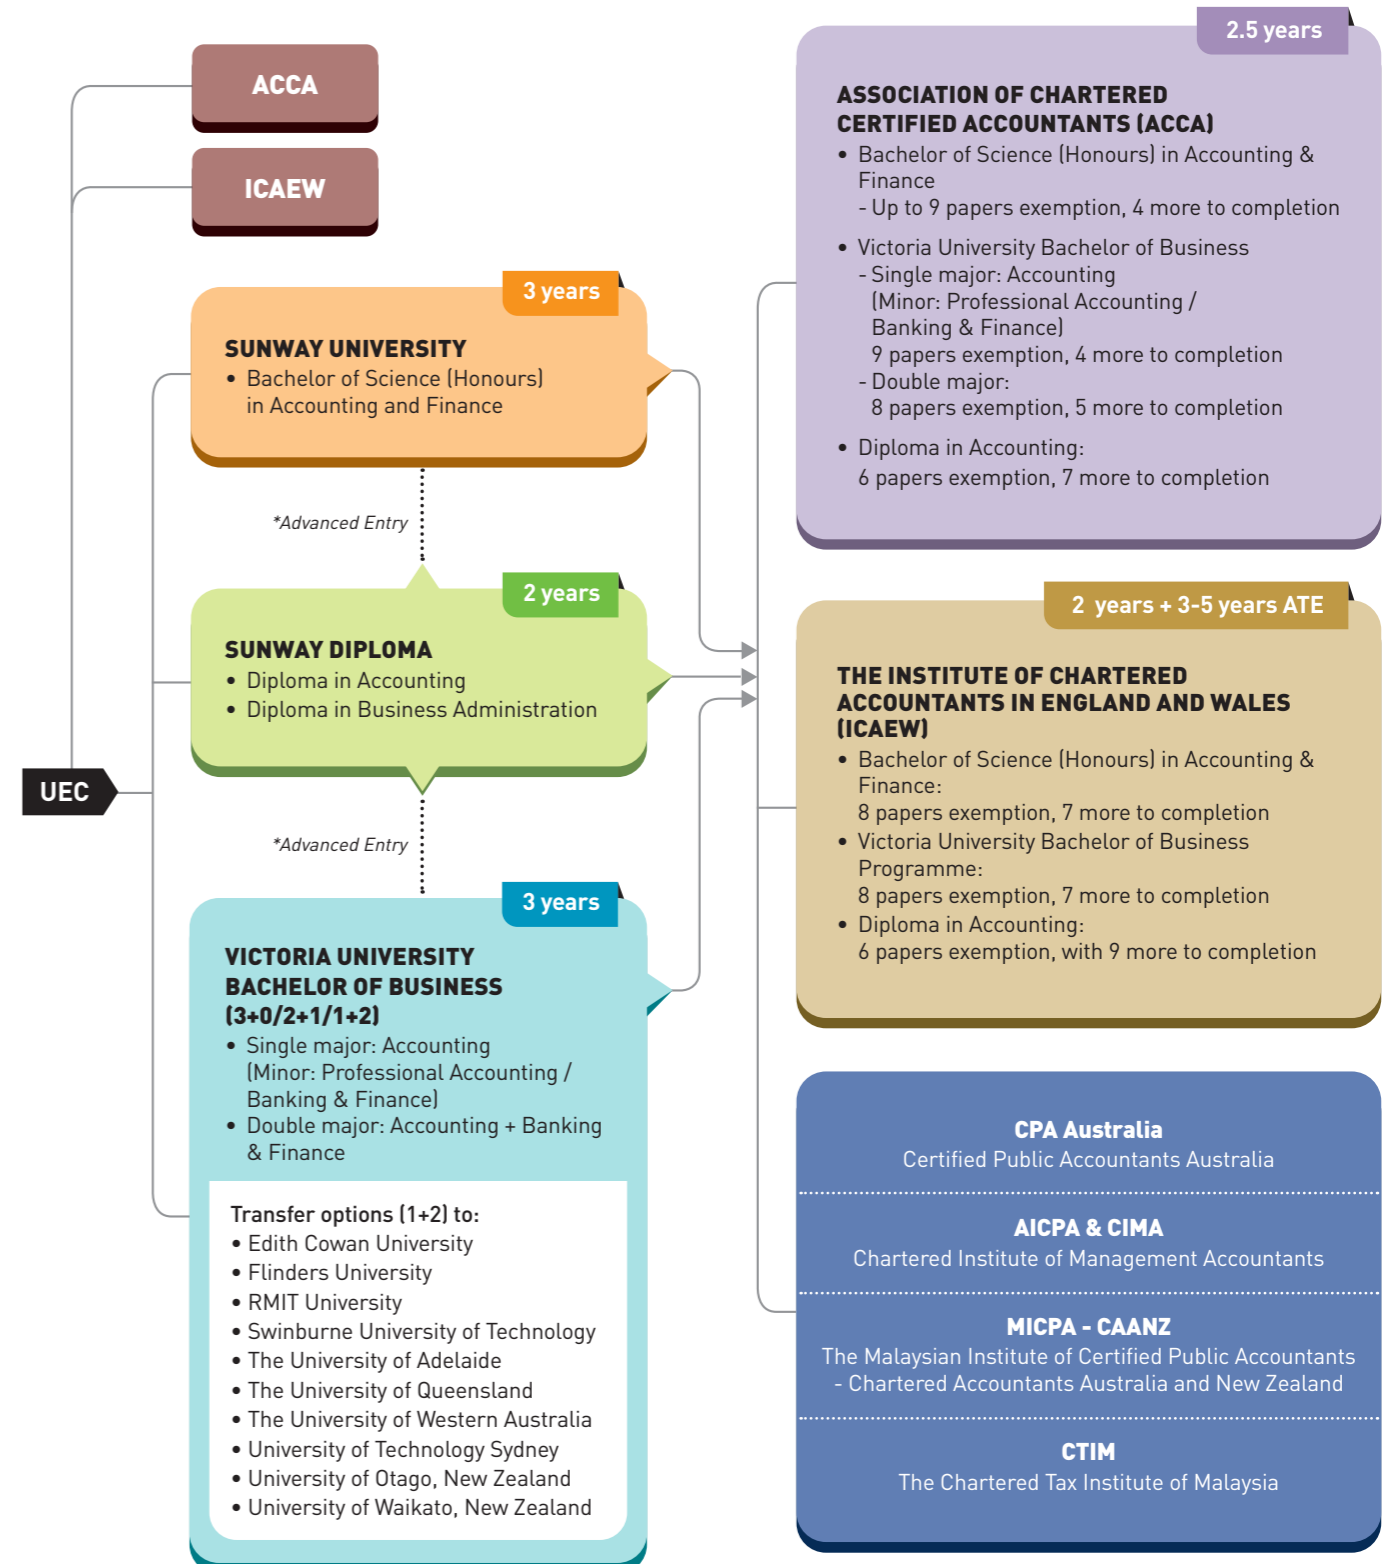 ACCA
ICAEW
3 years
SUNWAY UNIVERSITY
• Bachelor of Science (Honours)
in Accounting and Finance
*Advanced Entry
2 years
SUNWAY DIPLOMA
• Diploma in Accounting
• Diploma in Business Administration
UEC
*Advanced Entry
3 years
VICTORIA UNIVERSITY
BACHELOR OF BUSINESS
(3+0/2+1/1+2)
• Single major: Accounting
(Minor: Professional Accounting /
Banking & Finance)
• Double major: Accounting + Banking
& Finance
Transfer options (1+2) to:
• Edith Cowan University
• Flinders University
• RMIT University
• Swinburne University of Technology
• The University of Adelaide
• The University of Queensland
• The University of Western Australia
• University of Technology Sydney
• University of Otago, New Zealand
• University of Waikato, New Zealand
2.5 years
ASSOCIATION OF CHARTERED
CERTIFIED ACCOUNTANTS (ACCA)
• Bachelor of Science (Honours) in Accounting &
Finance
- Up to 9 papers exemption, 4 more to completion
• Victoria University Bachelor of Business
- Single major: Accounting
(Minor: Professional Accounting /
Banking & Finance)
9 papers exemption, 4 more to completion
- Double major:
8 papers exemption, 5 more to completion
• Diploma in Accounting:
6 papers exemption, 7 more to completion
2 years + 3-5 years ATE
THE INSTITUTE OF CHARTERED
ACCOUNTANTS IN ENGLAND AND WALES
(ICAEW)
• Bachelor of Science (Honours) in Accounting &
Finance:
8 papers exemption, 7 more to completion
• Victoria University Bachelor of Business
Programme:
8 papers exemption, 7 more to completion
• Diploma in Accounting:
6 papers exemption, with 9 more to completion
CPA Australia
Certified Public Accountants Australia
AICPA & CIMA
Chartered Institute of Management Accountants
MICPA - CAANZ
The Malaysian Institute of Certified Public Accountants
- Chartered Accountants Australia and New Zealand
CTIM
The Chartered Tax Institute of Malaysia